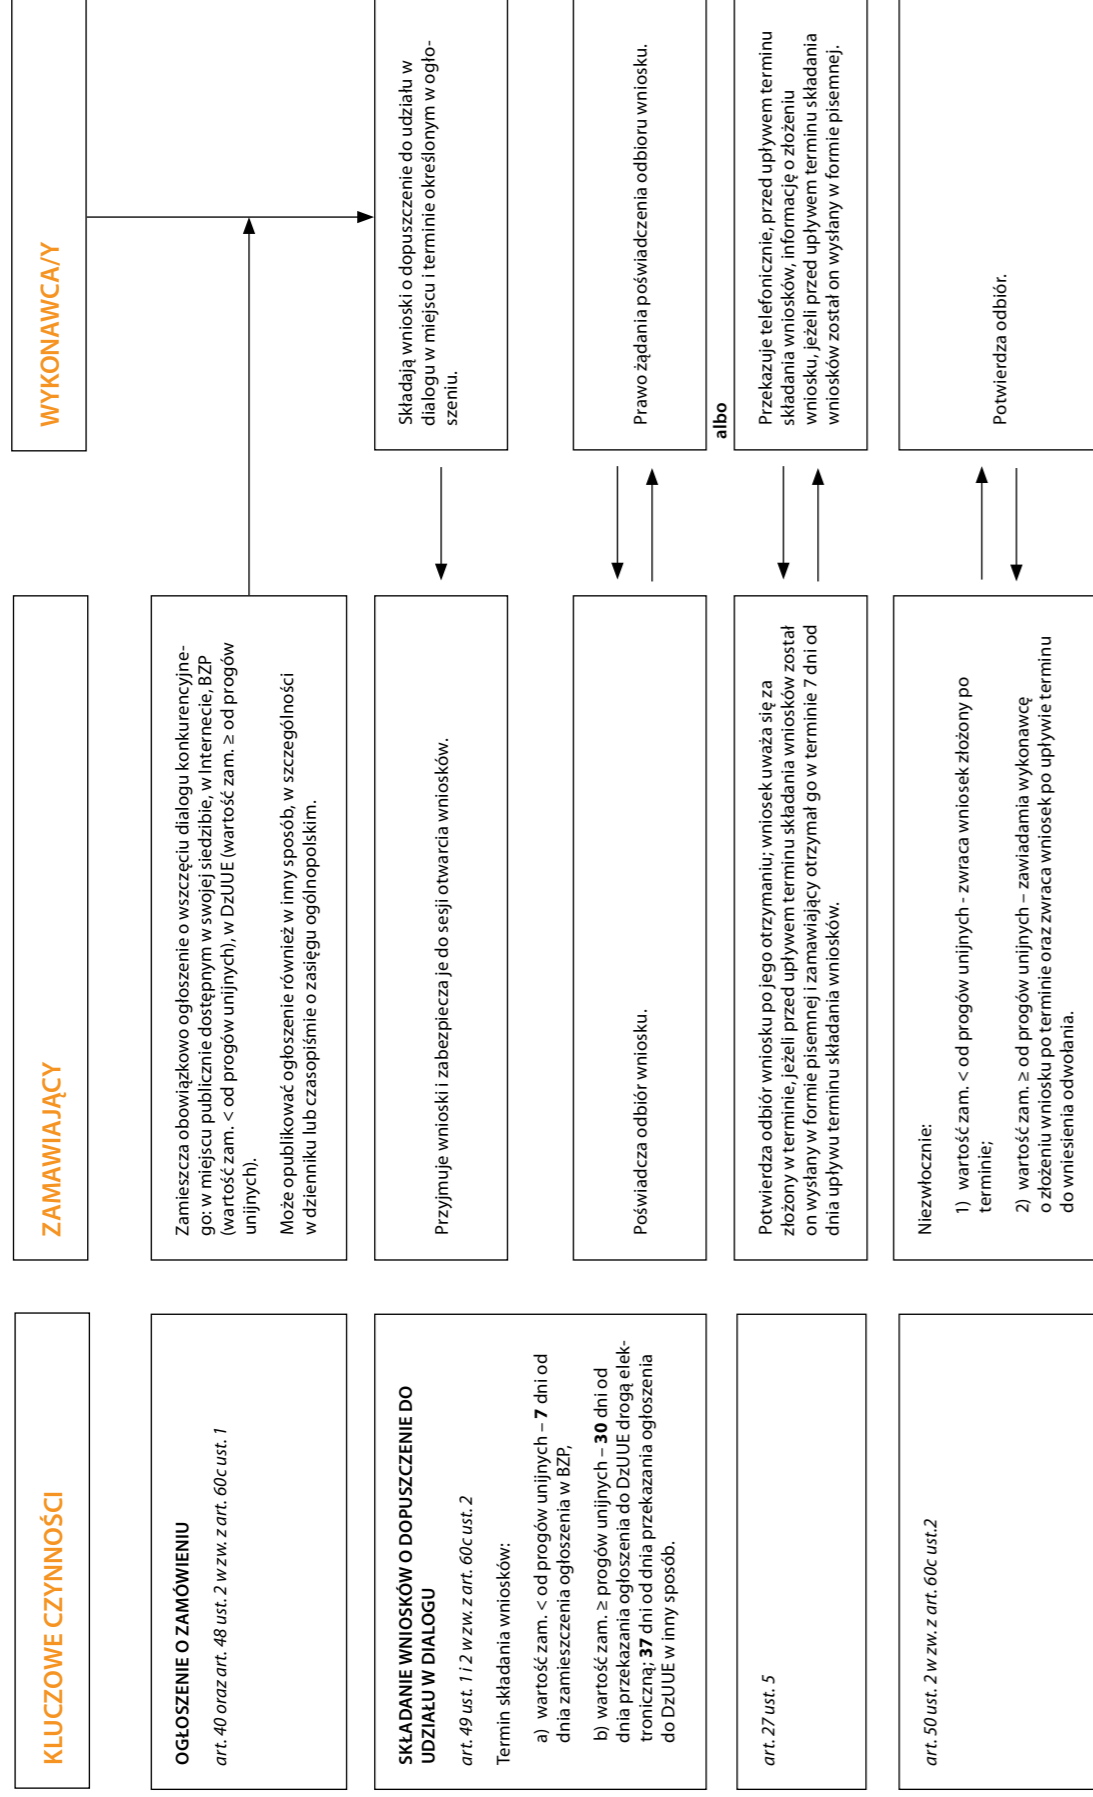 KLUCZOWE CZYNNOŚCI
ZAMAWIAJĄCY
WYKONAWCA/Y
OGŁOSZENIE O ZAMÓWIENIU
art. 40 oraz art. 48 ust. 2 w zw. z art. 60c ust. 1
Zamieszcza obowiązkowo ogłoszenie o wszczęciu dialogu konkurencyjne-
go: w miejscu publicznie dostępnym w swojej siedzibie, w Internecie, BZP
(wartość zam. < od progów unijnych), w DzUUE (wartość zam. ≥ od progów
unijnych).
Może opublikować ogłoszenie również w inny sposób, w szczególności
w dzienniku lub czasopiśmie o zasięgu ogólnopolskim.
SKŁADANIE WNIOSKÓW O DOPUSZCZENIE DO
UDZIAŁU W DIALOGU
art. 49 ust. 1 i 2 w zw. z art. 60c ust. 2
Termin składania wniosków:
a) wartość zam. < od progów unijnych – 7 dni od
dnia zamieszczenia ogłoszenia w BZP,
b) wartość zam. ≥ progów unijnych – 30 dni od
dnia przekazania ogłoszenia do DzUUE drogą elek-
troniczną; 37 dni od dnia przekazania ogłoszenia
do DzUUE w inny sposób.
Przyjmuje wnioski i zabezpiecza je do sesji otwarcia wniosków.
Składają wnioski o dopuszczenie do udziału w
dialogu w miejscu i terminie określonym w ogło-
szeniu.
Poświadcza odbiór wniosku.
Prawo żądania poświadczenia odbioru wniosku.
albo
art. 27 ust. 5
Potwierdza odbiór wniosku po jego otrzymaniu; wniosek uważa się za
złożony w terminie, jeżeli przed upływem terminu składania wniosków został
on wysłany w formie pisemnej i zamawiający otrzymał go w terminie 7 dni od
dnia upływu terminu składania wniosków.
Przekazuje telefonicznie, przed upływem terminu
składania wniosków, informację o złożeniu
wniosku, jeżeli przed upływem terminu składania
wniosków został on wysłany w formie pisemnej.
art. 50 ust. 2 w zw. z art. 60c ust.2
Niezwłocznie:
1) wartość zam. < od progów unijnych - zwraca wniosek złożony po
terminie;
2) wartość zam. ≥ od progów unijnych – zawiadamia wykonawcę
o złożeniu wniosku po terminie oraz zwraca wniosek po upływie terminu
do wniesienia odwołania.
Potwierdza odbiór.